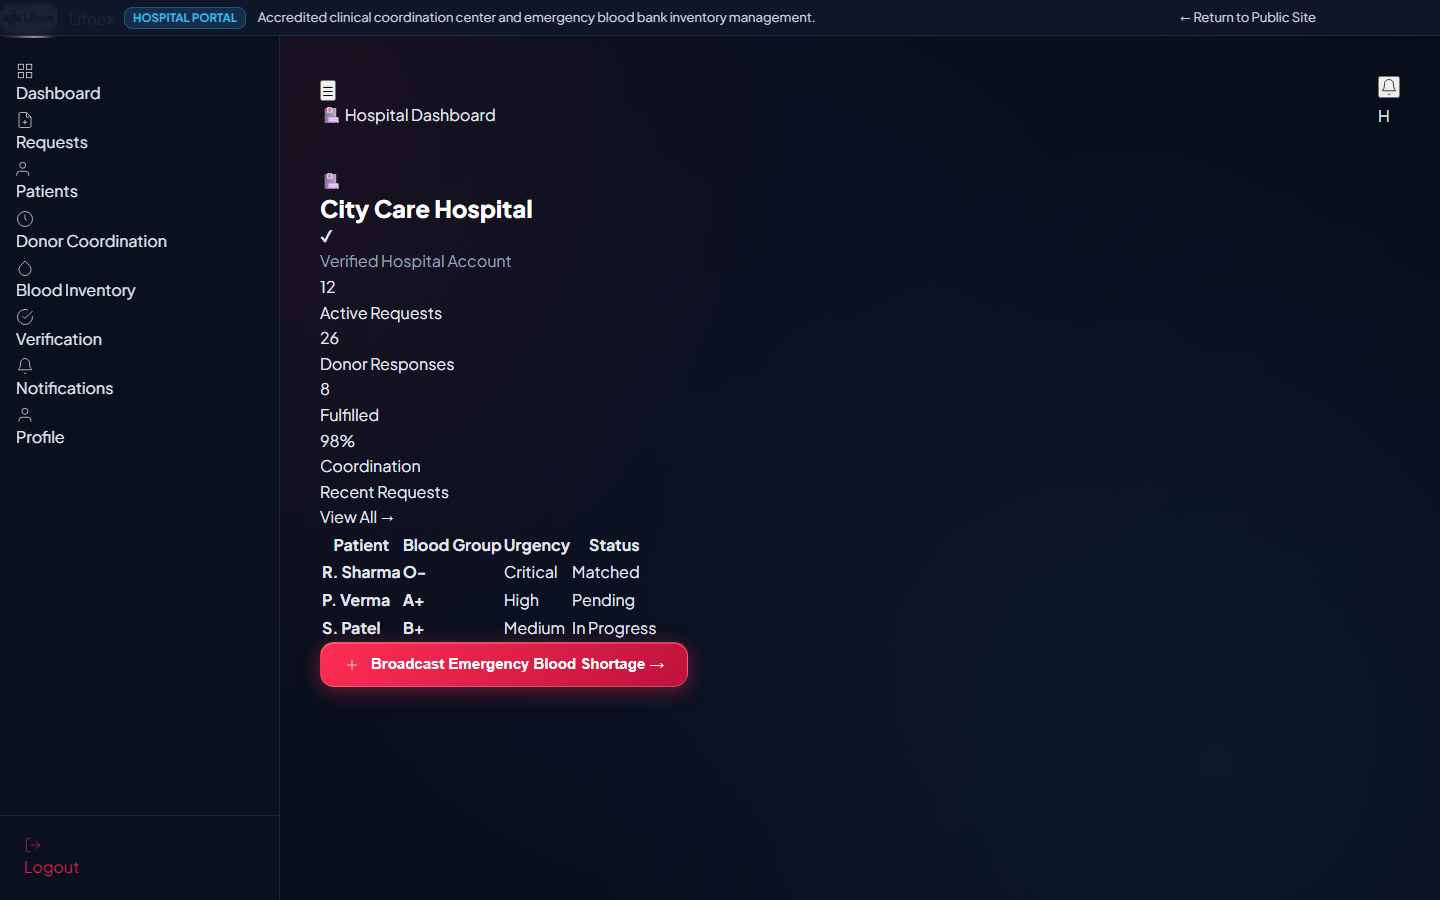 Lifnex Lifnex HOSPITAL PORTAL Accredited clinical coordination center and emergency blood bank inventory management. ← Return to Public Site
Dashboard
Requests
Patients
Donor Coordination
Blood Inventory
Verification
Notifications
Profile
Logout
☰
Hospital Dashboard
H
City Care Hospital
✓
Verified Hospital Account
12
Active Requests
26
Donor Responses
8
Fulfilled
98%
Coordination
Recent Requests
View All →
Patient Blood Group Urgency Status
R. Sharma O− Critical Matched
P. Verma A+ High Pending
S. Patel B+ Medium In Progress
+ Broadcast Emergency Blood Shortage →